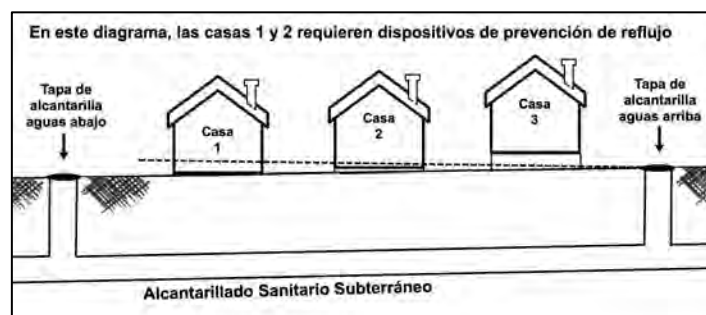 En este diagrama, las casas 1 y 2 requieren dispositivos de prevención de reflujo
Tapa de
alcantarilla
aguas abajo
Casa
1
Casa
2
Casa
3
Tapa de
alcantarilla
aguas arriba
Alcantarillado Sanitario Subterráneo